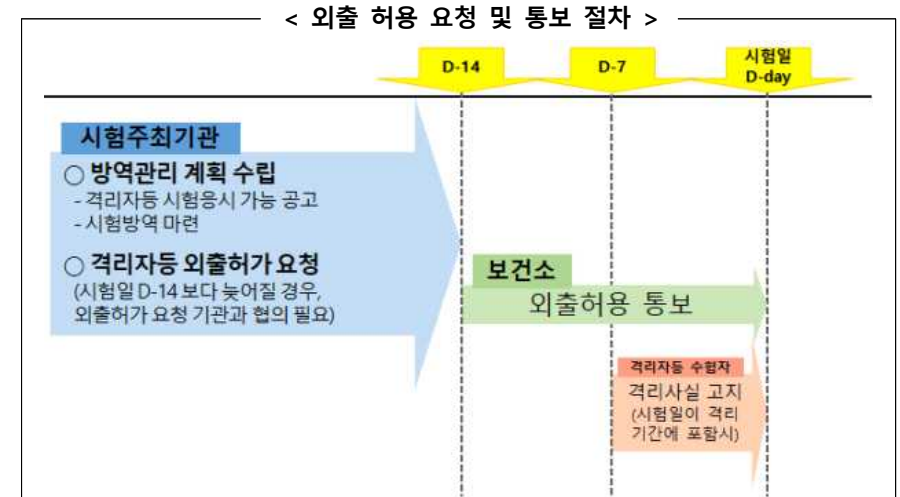 < 외출 허용 요청 및 통보 절차 >
D-14
D-7
시험일
D-day
시험주최기관
○ 방역관리 계획 수립
- 격리자등 시험응시 가능 공고
- 시험방역 마련
○ 격리자등 외출허가 요청
(시험일 D-14 보다 늦어질 경우,
외출허가 요청 기관과 협의 필요)
보건소
외출허용 통보
격리자등 수험자
격리사실 고지
(시험일이 격리
기간에 포함시)